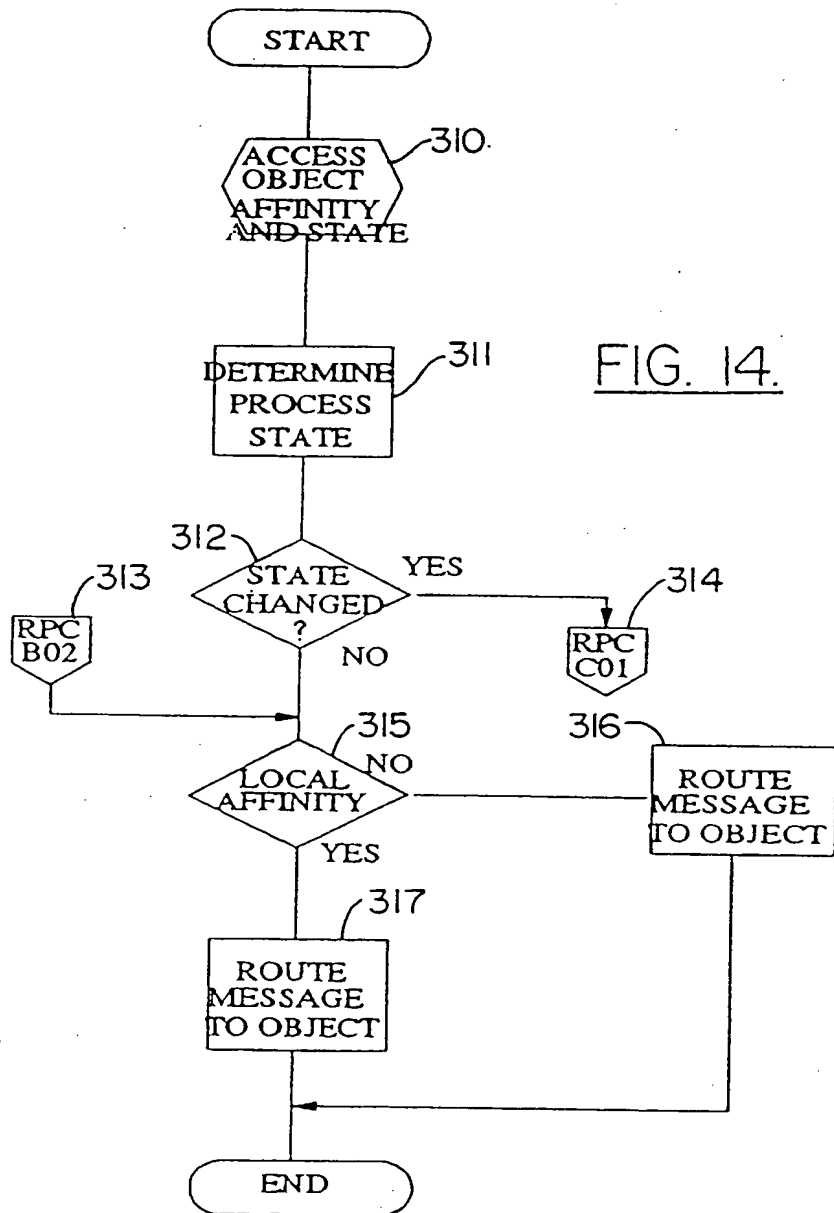 START
310.
ACCESS
OBJECT
AFFINITY
AND STATE
311
DETERMINE
PROCESS
STATE
FIG. 14.
312
STATE
CHANGED
?
YES
NO
313
RPC
B02
314
RPC
C01
315
LOCAL
AFFINITY
NO
YES
316
ROUTE
MESSAGE
TO OBJECT
317
ROUTE
MESSAGE
TO OBJECT
END